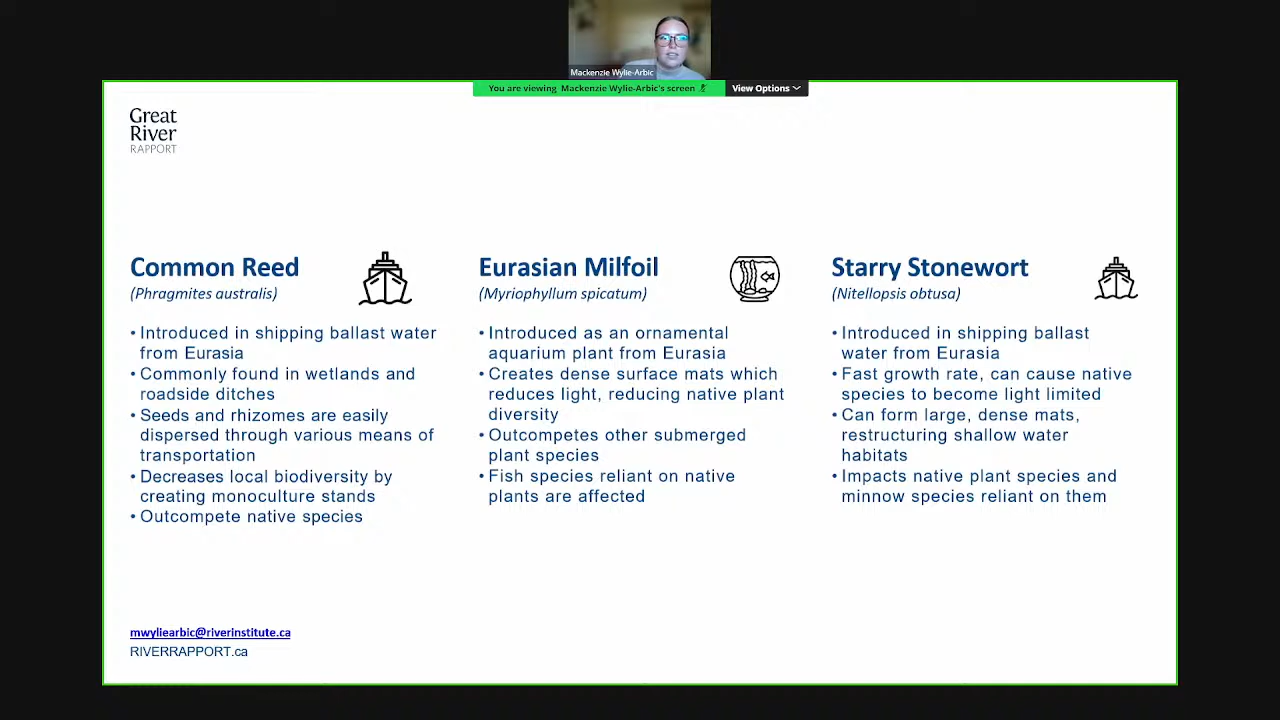 Mackenzie Wylie-Arbic
You are viewing Mackenzie Wylie-Arbic's screen
View Options
Great
River
RAPPORT
Common Reed
(Phragmites australis)
• Introduced in shipping ballast water
from Eurasia
• Commonly found in wetlands and
roadside ditches
• Seeds and rhizomes are easily
dispersed through various means of
transportation
• Decreases local biodiversity by
creating monoculture stands
• Outcompete native species
Eurasian Milfoil
(Myriophyllum spicatum)
• Introduced as an ornamental
aquarium plant from Eurasia
• Creates dense surface mats which
reduces light, reducing native plant
diversity
• Outcompetes other submerged
plant species
• Fish species reliant on native
plants are affected
Starry Stonewort
(Nitellopsis obtusa)
• Introduced in shipping ballast
water from Eurasia
• Fast growth rate, can cause native
species to become light limited
• Can form large, dense mats,
restructuring shallow water
habitats
• Impacts native plant species and
minnow species reliant on them
mwyliearbic@riverinstitute.ca
RIVERRAPPORT.ca